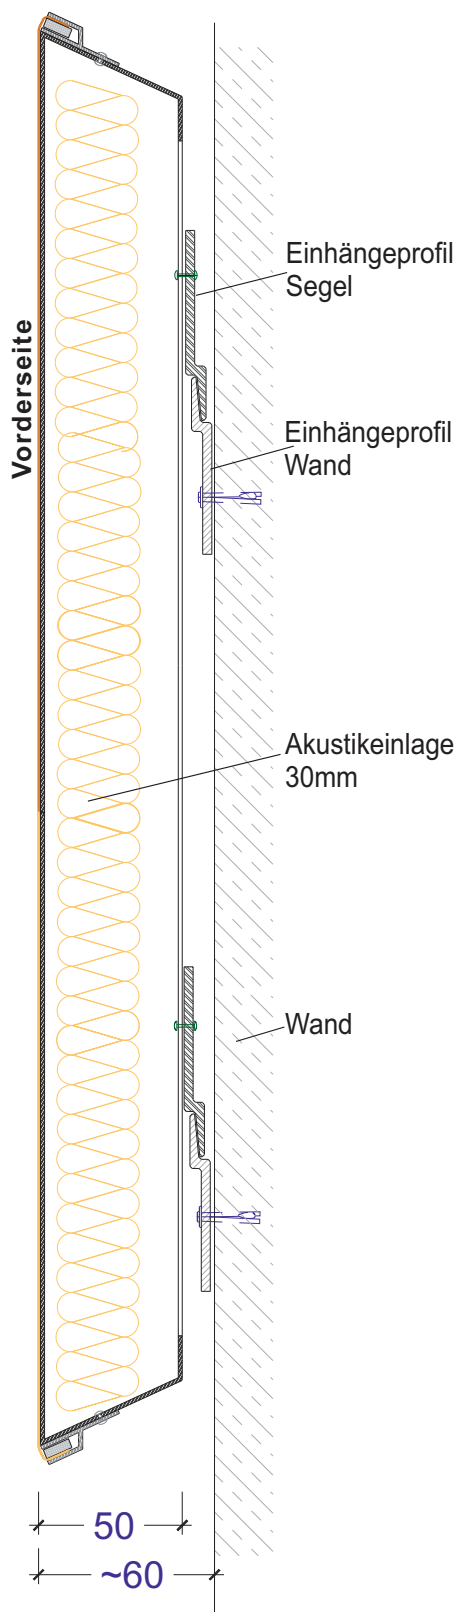 Einhängeprofil
Segel
Vorderseite
Einhängeprofil
Wand
Akustikeinlage
30mm
Wand
50
~60